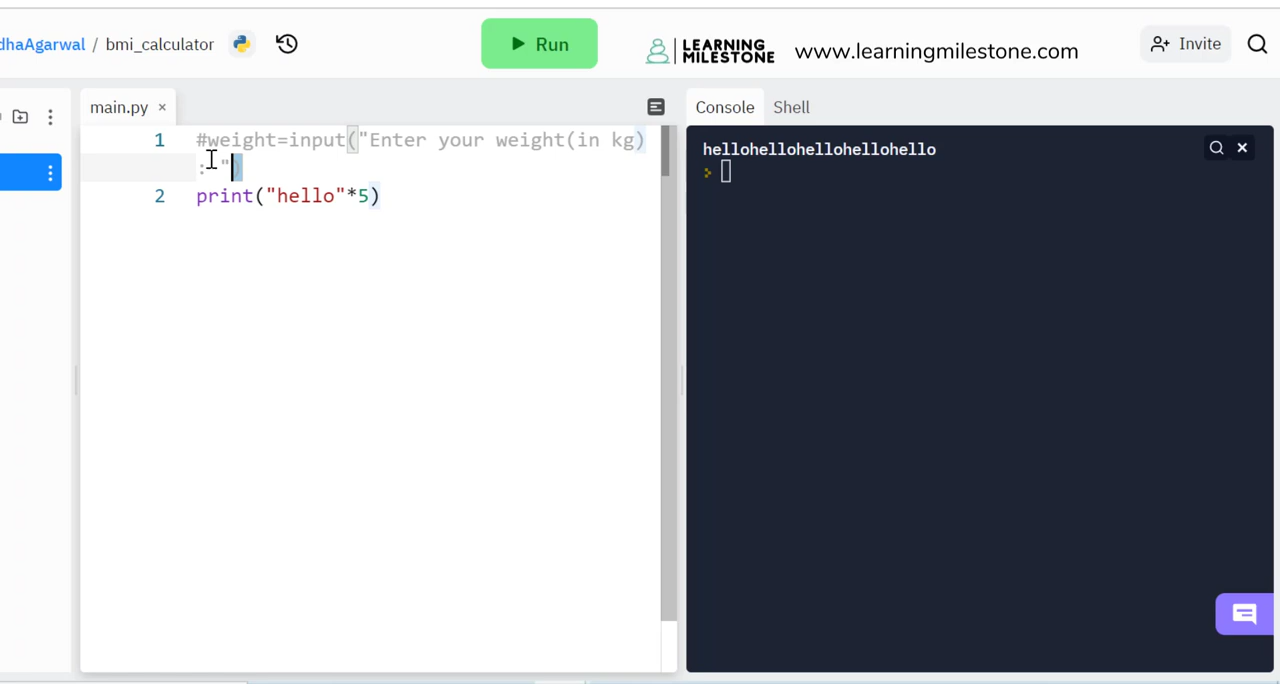 dhaAgarwal / bmi_calculator
Run
LEARNING
MILESTONE
www.learningmilestone.com
Invite
main.py ×
Console
Shell
1 #weight=input("Enter your weight(in kg)
: ")
2 print("hello"*5)
hellohellohellohellohello
>